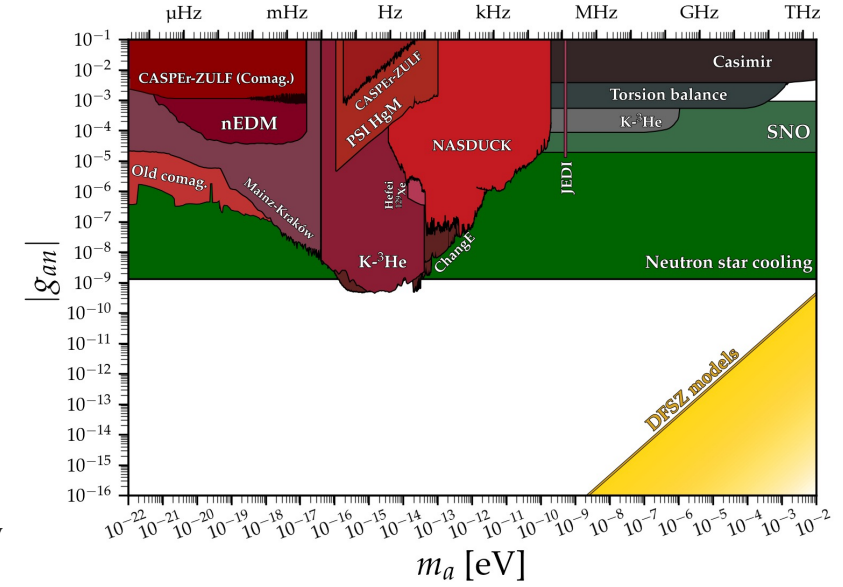 μHz mHz Hz kHz MHz GHz THz
10⁻¹
10⁻²
10⁻³
10⁻⁴
10⁻⁵
10⁻⁶
10⁻⁷
10⁻⁸
10⁻⁹
10⁻¹⁰
10⁻¹¹
10⁻¹²
10⁻¹³
10⁻¹⁴
10⁻¹⁵
10⁻¹⁶
|gₐₙ|
CASPEr-ZULF (Comag.)
nEDM
Old comag.
Mainz-Kraków
CASPEr-ZULF
PSI HgM
Hefei
¹²⁹Xe
K-³He
NASDUCK
ChangE
JEDI
Casimir
Torsion balance
K-³He
SNO
Neutron star cooling
DFSZ models
10⁻²² 10⁻²¹ 10⁻²⁰ 10⁻¹⁹ 10⁻¹⁸ 10⁻¹⁷ 10⁻¹⁶ 10⁻¹⁵ 10⁻¹⁴ 10⁻¹³ 10⁻¹² 10⁻¹¹ 10⁻¹⁰ 10⁻⁹ 10⁻⁸ 10⁻⁷ 10⁻⁶ 10⁻⁵ 10⁻⁴ 10⁻³ 10⁻²
mₐ [eV]